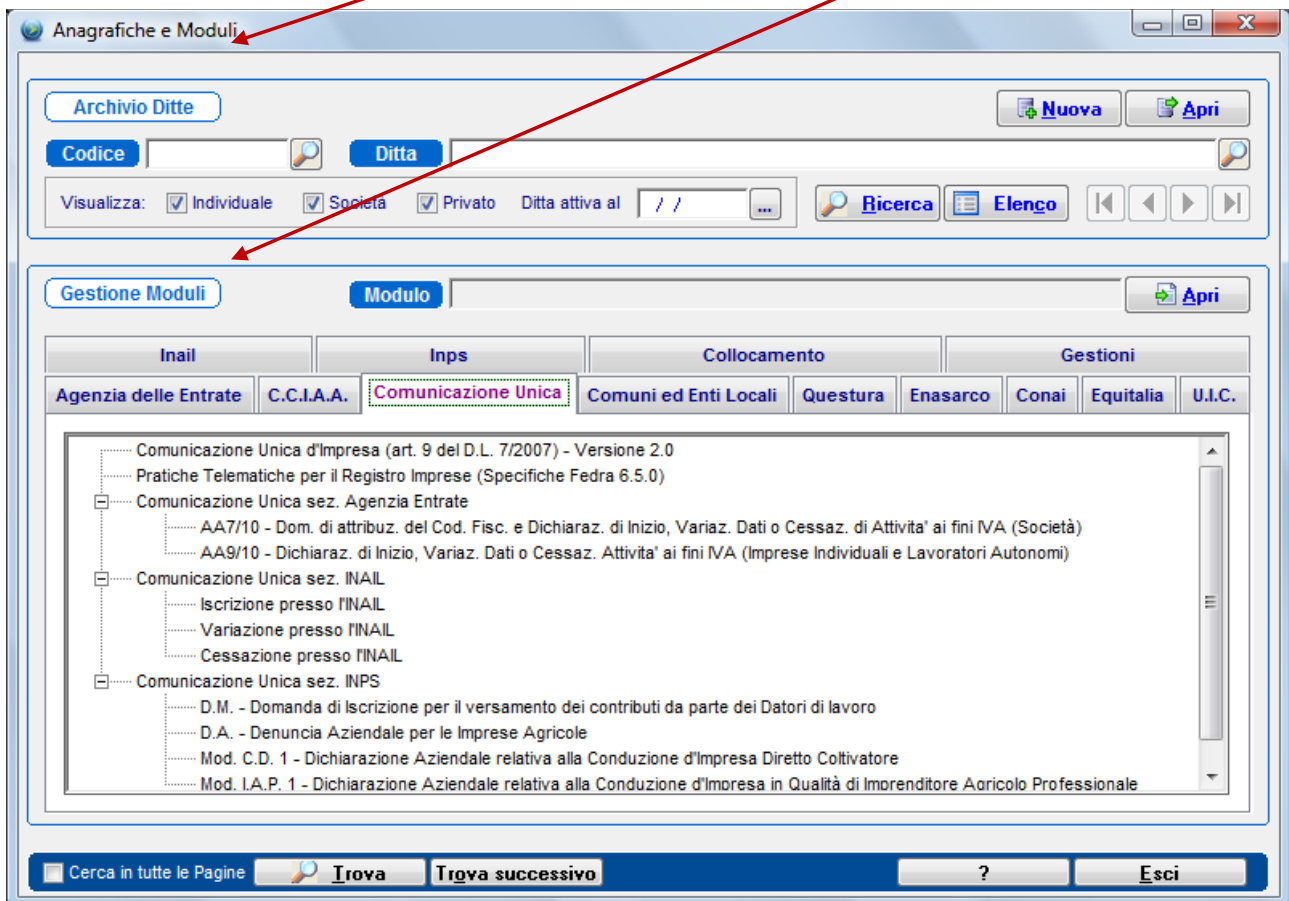 Anagrafiche e Moduli
Archivio Ditte
Nuova
Apri
Codice
Ditta
Visualizza:
Individuale
Società
Privato
Ditta attiva al
/ /
...
Ricerca
Elenco
Gestione Moduli
Modulo
Apri
Inail
Inps
Collocamento
Gestioni
Agenzia delle Entrate
C.C.I.A.A.
Comunicazione Unica
Comuni ed Enti Locali
Questura
Enasarco
Conai
Equitalia
U.I.C.
Comunicazione Unica d'Impresa (art. 9 del D.L. 7/2007) - Versione 2.0
Pratiche Telematiche per il Registro Imprese (Specifiche Fedra 6.5.0)
Comunicazione Unica sez. Agenzia Entrate
AA7/10 - Dom. di attribuz. del Cod. Fisc. e Dichiaraz. di Inizio, Variaz. Dati o Cessaz. di Attivita' ai fini IVA (Società)
AA9/10 - Dichiaraz. di Inizio, Variaz. Dati o Cessaz. Attivita' ai fini IVA (Imprese Individuali e Lavoratori Autonomi)
Comunicazione Unica sez. INAIL
Iscrizione presso l'INAIL
Variazione presso l'INAIL
Cessazione presso l'INAIL
Comunicazione Unica sez. INPS
D.M. - Domanda di Iscrizione per il versamento dei contributi da parte dei Datori di lavoro
D.A. - Denuncia Aziendale per le Imprese Agricole
Mod. C.D. 1 - Dichiarazione Aziendale relativa alla Conduzione d'Impresa Diretto Coltivatore
Mod. I.A.P. 1 - Dichiarazione Aziendale relativa alla Conduzione d'Impresa in Qualità di Imprenditore Agricolo Professionale
Cerca in tutte le Pagine
Trova
Trova successivo
?
Esci